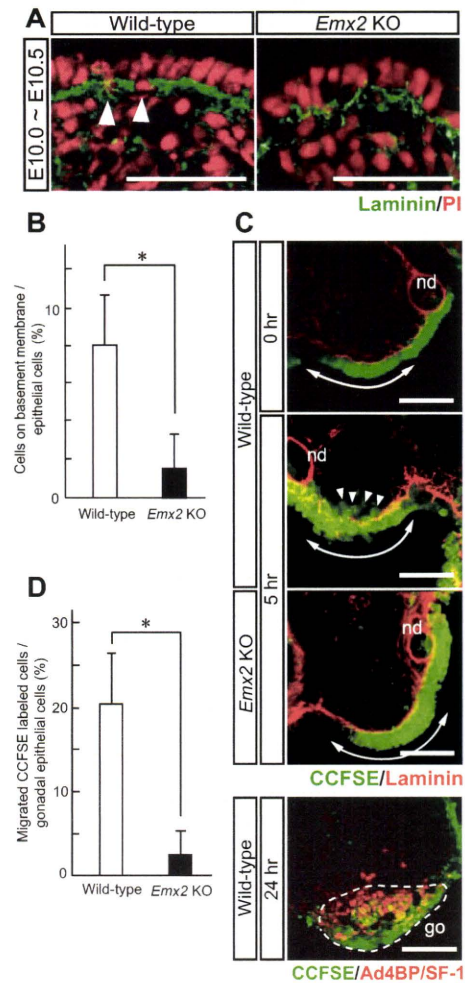 A
Wild-type
Emx2 KO
E10.0 ~ E10.5
Laminin/PI
B
*
10
0
Cells on basement membrane /
epithelial cells (%)
Wild-type
Emx2 KO
C
Wild-type
0 hr
nd
5 hr
nd
Emx2 KO
nd
CCFSE/Laminin
Wild-type
24 hr
go
CCFSE/Ad4BP/SF-1
D
*
30
20
10
0
Migrated CCFSE labeled cells /
gonadal epithelial cells (%)
Wild-type
Emx2 KO